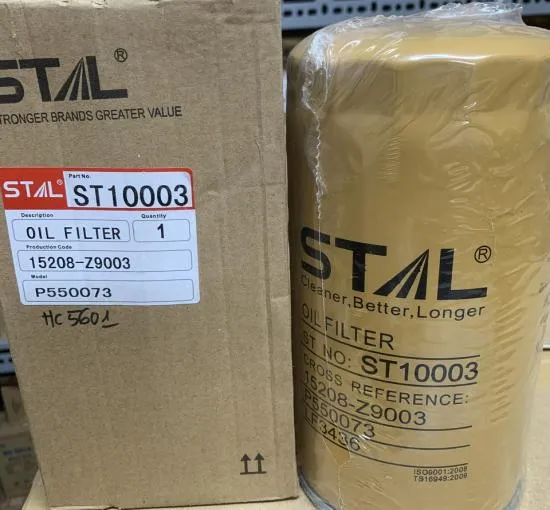 STAL®
STRONGER BRANDS GREATER VALUE
STAL
Part No.
ST10003
Description
Quantity
OIL FILTER
1
Production Code
15208-Z9003
Model
P550073
HC5601
STAL®
Cleaner,Better,Longer
OIL FILTER
ST NO: ST10003
CROSS REFERENCE:
15208-Z9003
P550073
LF3436
ISO9001:2008
TS16949:2009